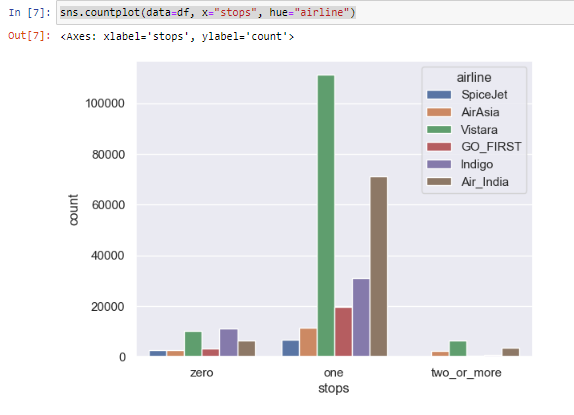 In [7]: sns.countplot(data=df, x="stops", hue="airline")
Out[7]: <Axes: xlabel='stops', ylabel='count'>
airline
SpiceJet
AirAsia
Vistara
GO_FIRST
Indigo
Air_India
100000
80000
60000
40000
20000
0
count
zero
one
two_or_more
stops